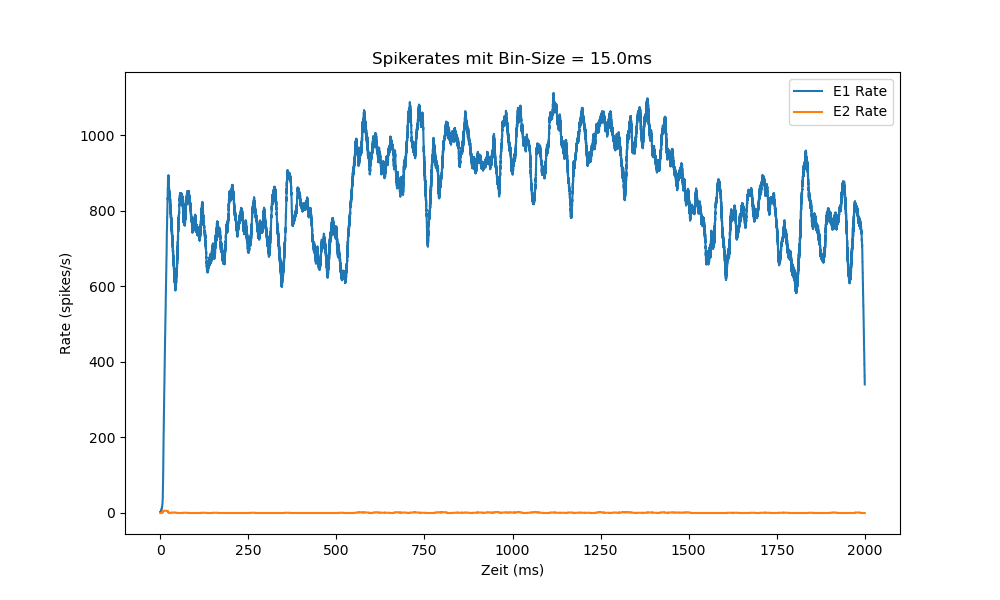 Spikerates mit Bin-Size = 15.0ms
E1 Rate
E2 Rate
Rate (spikes/s)
1000
800
600
400
200
0
0 250 500 750 1000 1250 1500 1750 2000
Zeit (ms)